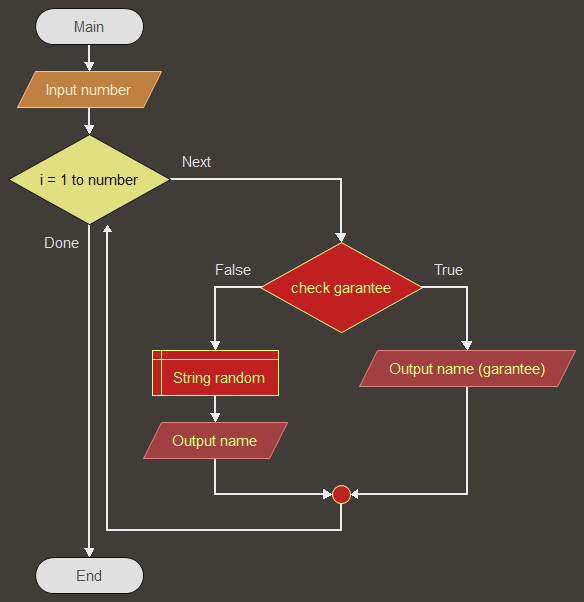 Main
Input number
i = 1 to number
Next
Done
check garantee
False
True
String random
Output name (garantee)
Output name
End